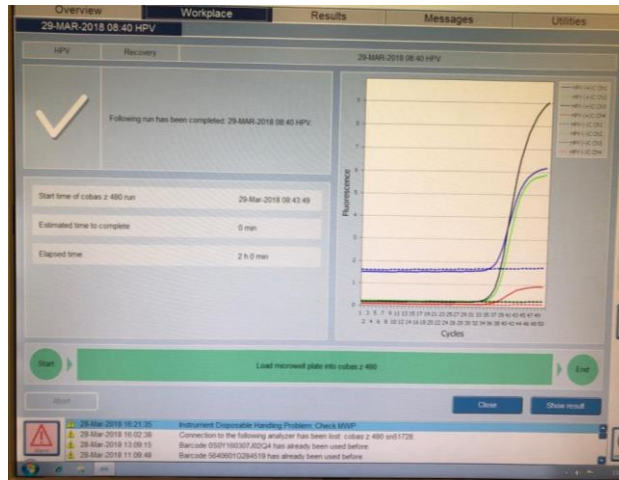 Overview Workplace Results Messages Utilities
29-MAR-2018 08:40 HPV
HPV Recovery 29-MAR-2018 08:40 HPV
Following run has been completed: 29-MAR-2018 08:40 HPV.
Start time of cobas z 480 run 29-Mar-2018 08:43:49
Estimated time to complete 0 min
Elapsed time 2 h 0 min
Fluorescence
Cycles
Start
Load microwell plate into cobas z 480
End
Abort Close Show result
28-Mar-2018 16:21:35 Instrument Disposable Handling Problem: Check MWP
28-Mar-2018 16:02:38 Connection to the following analyzer has been lost: cobas z 480 sn51728
28-Mar-2018 13:09:15 has already been used before.
28-Mar-2018 11:09:48 has already been used before.